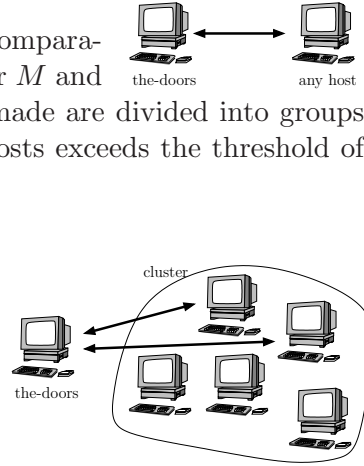 ompara-
r M and
the-doors any host
made are divided into groups
osts exceeds the threshold of
cluster
the-doors